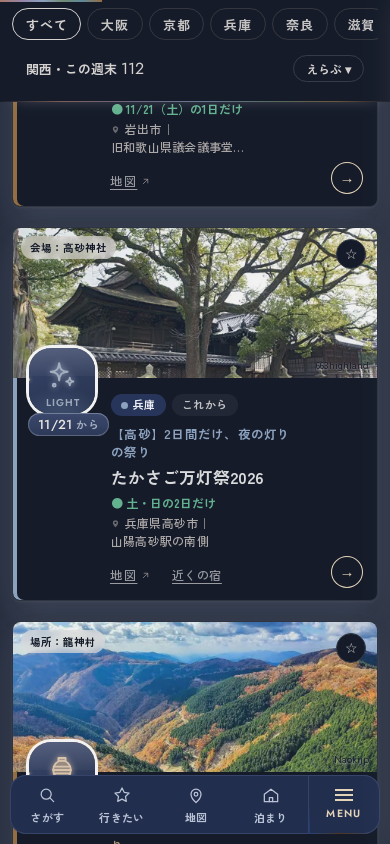 すべて 大阪 京都 兵庫 奈良 滋賀
関西・この週末 112 えらぶ ▾
11/21（土）の1日だけ
岩出市｜
旧和歌山県議会議事堂…
地図 ↗ →
会場：高砂神社 ☆
LIGHT
11/21 から
兵庫 これから
【高砂】2日間だけ、夜の灯り
の祭り
たかさご万灯祭2026
土・日の2日だけ
兵庫県高砂市｜
山陽高砂駅の南側
地図 ↗ 近くの宿 →
場所：龍神村 ☆
さがす 行きたい 地図 泊まり MENU